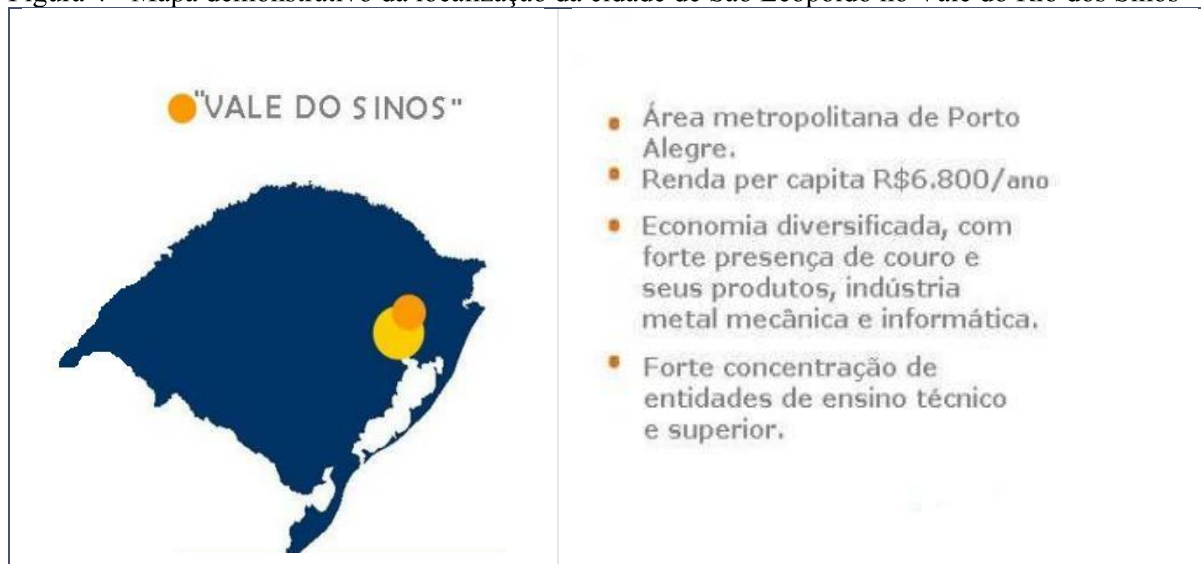 "VALE DO SINOS"
Área metropolitana de Porto
Alegre.
Renda per capita R$6.800/ano
Economia diversificada, com
forte presença de couro e
seus produtos, indústria
metal mecânica e informática.
Forte concentração de
entidades de ensino técnico
e superior.